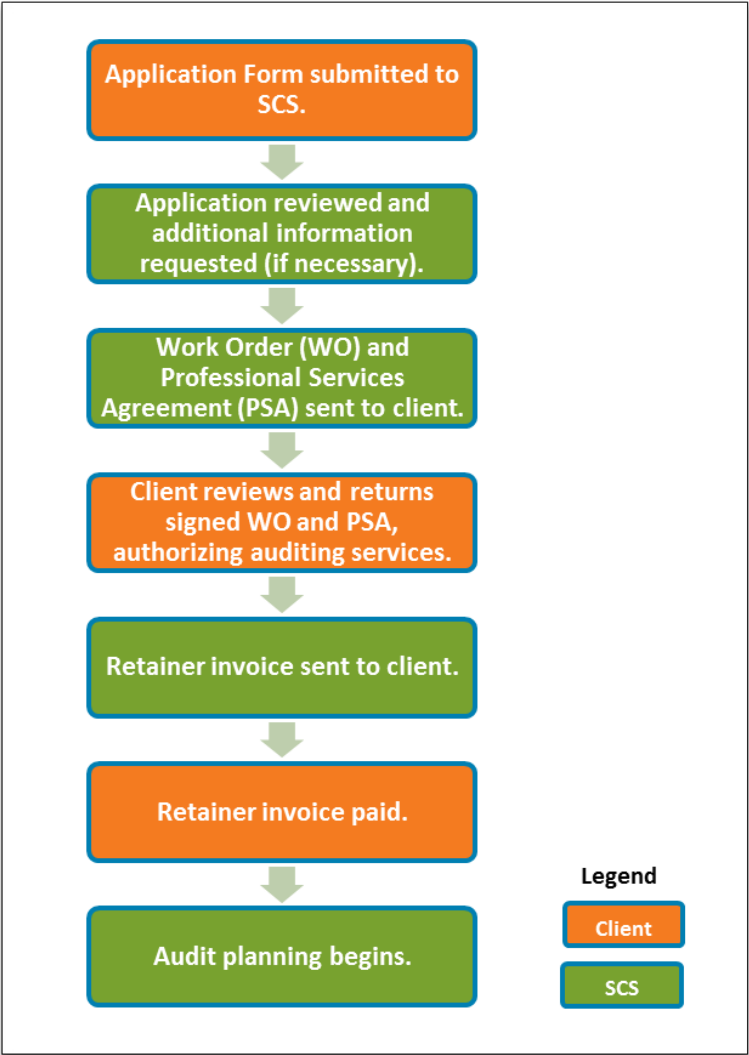 Application Form submitted to
SCS.
Application reviewed and
additional information
requested (if necessary).
Work Order (WO) and
Professional Services
Agreement (PSA) sent to client.
Client reviews and returns
signed WO and PSA,
authorizing auditing services.
Retainer invoice sent to client.
Retainer invoice paid.
Audit planning begins.
Legend
Client
SCS